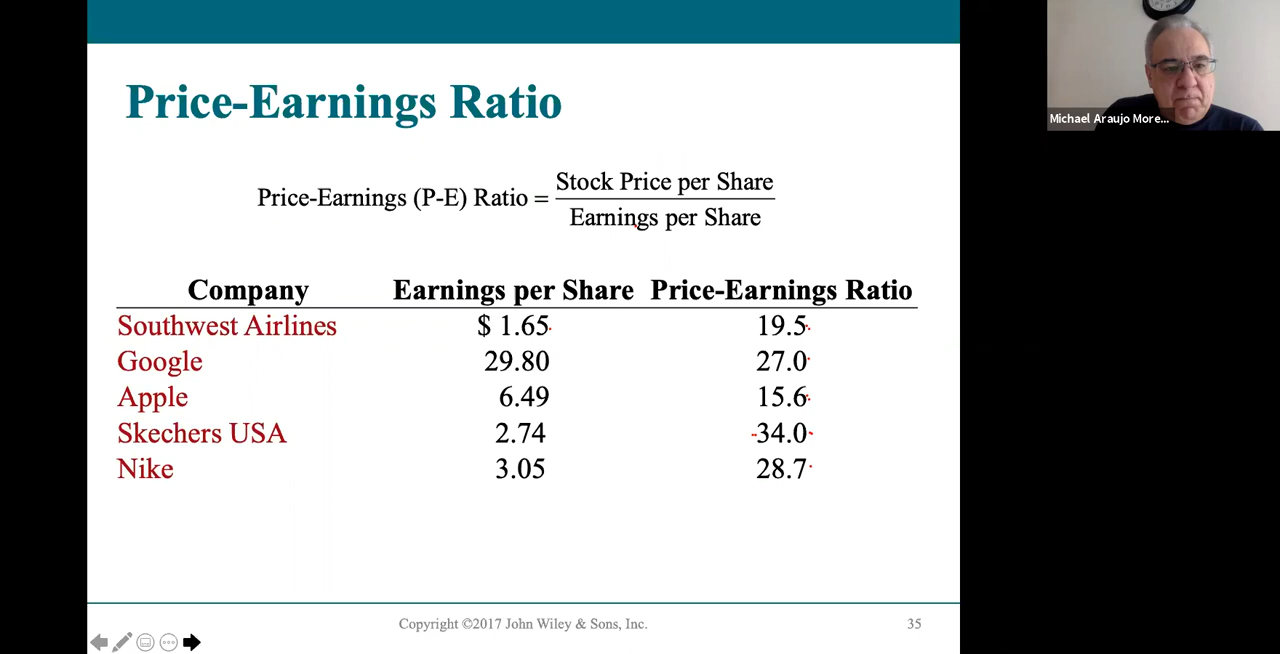 Price-Earnings Ratio
Michael Araujo More...
Price-Earnings (P-E) Ratio = Stock Price per Share
Earnings per Share
Company Earnings per Share Price-Earnings Ratio
Southwest Airlines $ 1.65 19.5
Google 29.80 27.0
Apple 6.49 15.6
Skechers USA 2.74 34.0
Nike 3.05 28.7
Copyright ©2017 John Wiley & Sons, Inc. 35